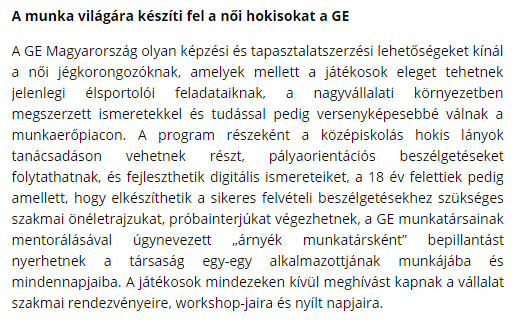 A munka világára készíti fel a női hokisokat a GE
A GE Magyarország olyan képzési és tapasztalatszerzési lehetőségeket kínál
a női jégkorongozóknak, amelyek mellett a játékosok eleget tehetnek
jelenlegi élsportolói feladataiknak, a nagyvállalati környezetben
megszerzett ismeretekkel és tudással pedig versenyképesebbé válnak a
munkaerőpiacon. A program részeként a középiskolás hokis lányok
tanácsadáson vehetnek részt, pályaorientációs beszélgetéseket
folytathatnak, és fejleszthetik digitális ismereteiket, a 18 év felettiek pedig
amellett, hogy elkészíthetik a sikeres felvételi beszélgetésekhez szükséges
szakmai önéletrajzukat, próbainterjúkat végezhetnek, a GE munkatársainak
mentorálásával úgynevezett „árnyék munkatársként” bepillantást
nyerhetnek a társaság egy-egy alkalmazottjának munkájába és
mindennapjaiba. A játékosok mindezeken kívül meghívást kapnak a vállalat
szakmai rendezvényeire, workshop-jaira és nyílt napjaira.